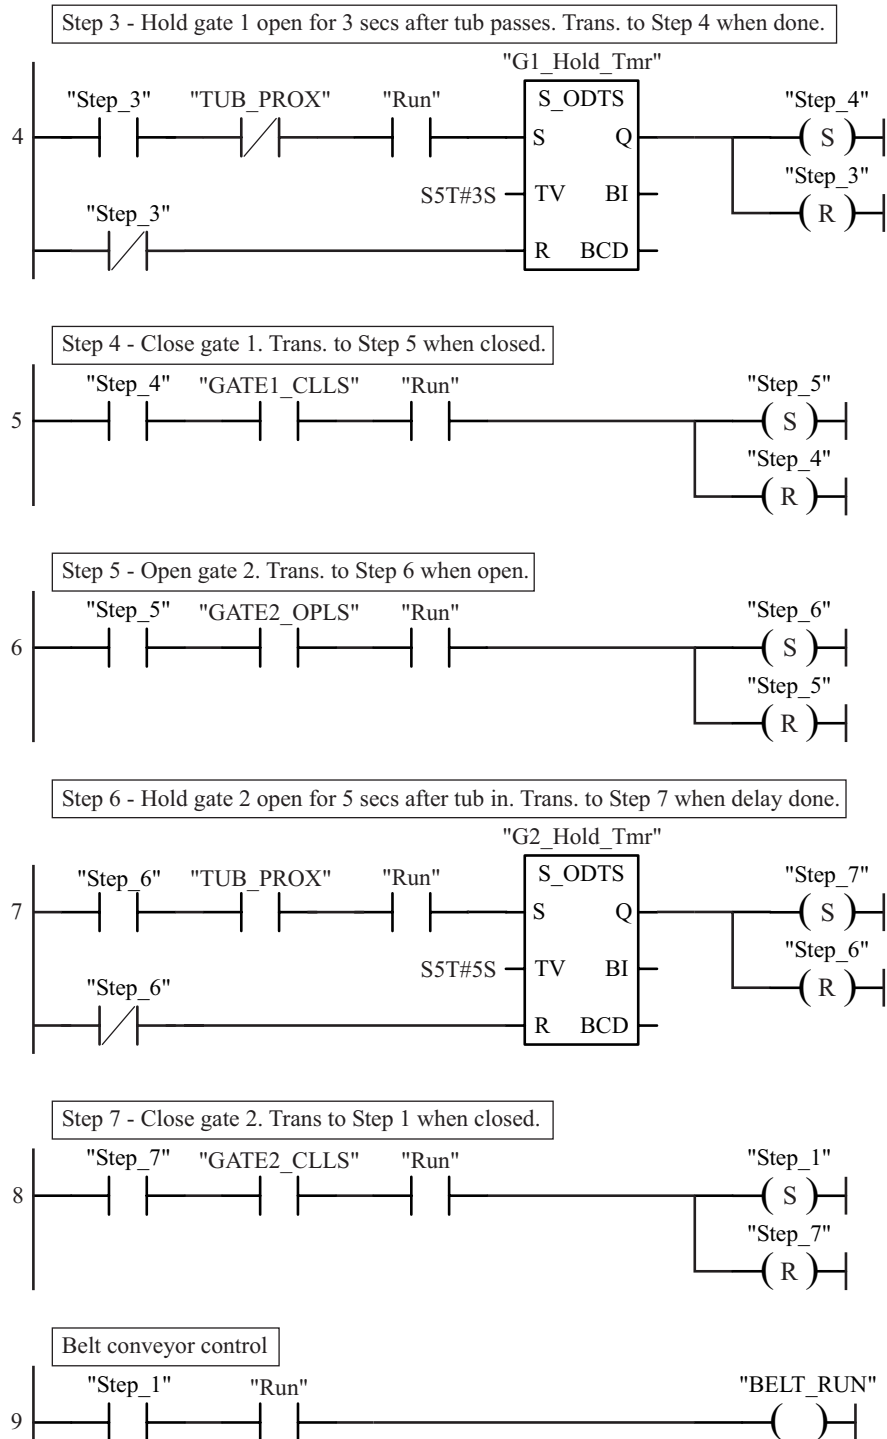 Step 3 - Hold gate 1 open for 3 secs after tub passes. Trans. to Step 4 when done.
"G1_Hold_Tmr"
"Step_3" "TUB_PROX" "Run" S_ODTS "Step_4"
4 S Q S
"Step_3"
S5T#3S TV BI R
"Step_3"
R BCD
Step 4 - Close gate 1. Trans. to Step 5 when closed.
"Step_4" "GATE1_CLLS" "Run" "Step_5"
5 S
"Step_4"
R
Step 5 - Open gate 2. Trans. to Step 6 when open.
"Step_5" "GATE2_OPLS" "Run" "Step_6"
6 S
"Step_5"
R
Step 6 - Hold gate 2 open for 5 secs after tub in. Trans. to Step 7 when delay done.
"G2_Hold_Tmr"
"Step_6" "TUB_PROX" "Run" S_ODTS "Step_7"
7 S Q S
"Step_6"
S5T#5S TV BI R
"Step_6"
R BCD
Step 7 - Close gate 2. Trans to Step 1 when closed.
"Step_7" "GATE2_CLLS" "Run" "Step_1"
8 S
"Step_7"
R
Belt conveyor control
"Step_1" "Run" "BELT_RUN"
9